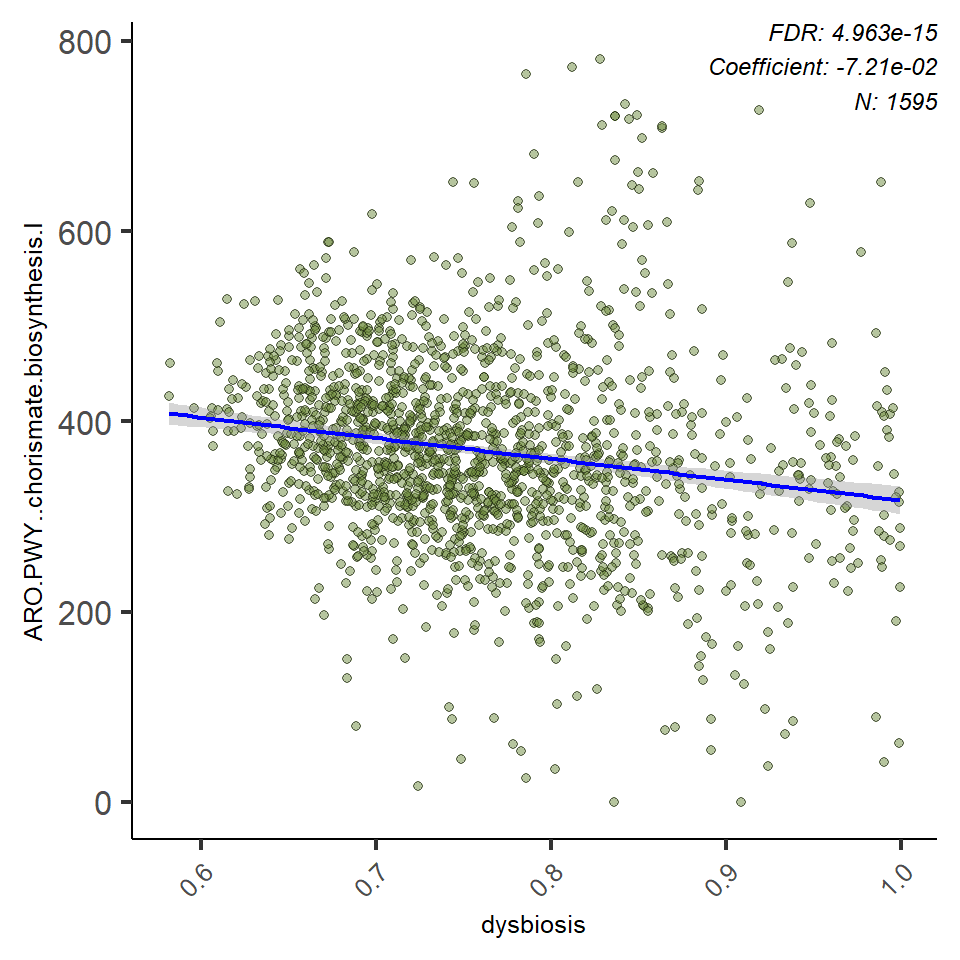 FDR: 4.963e-15
Coefficient: -7.21e-02
N: 1595
800
600
400
200
0
ARO.PWY..chorismate.biosynthesis.I
0.6
0.7
0.8
0.9
1.0
dysbiosis